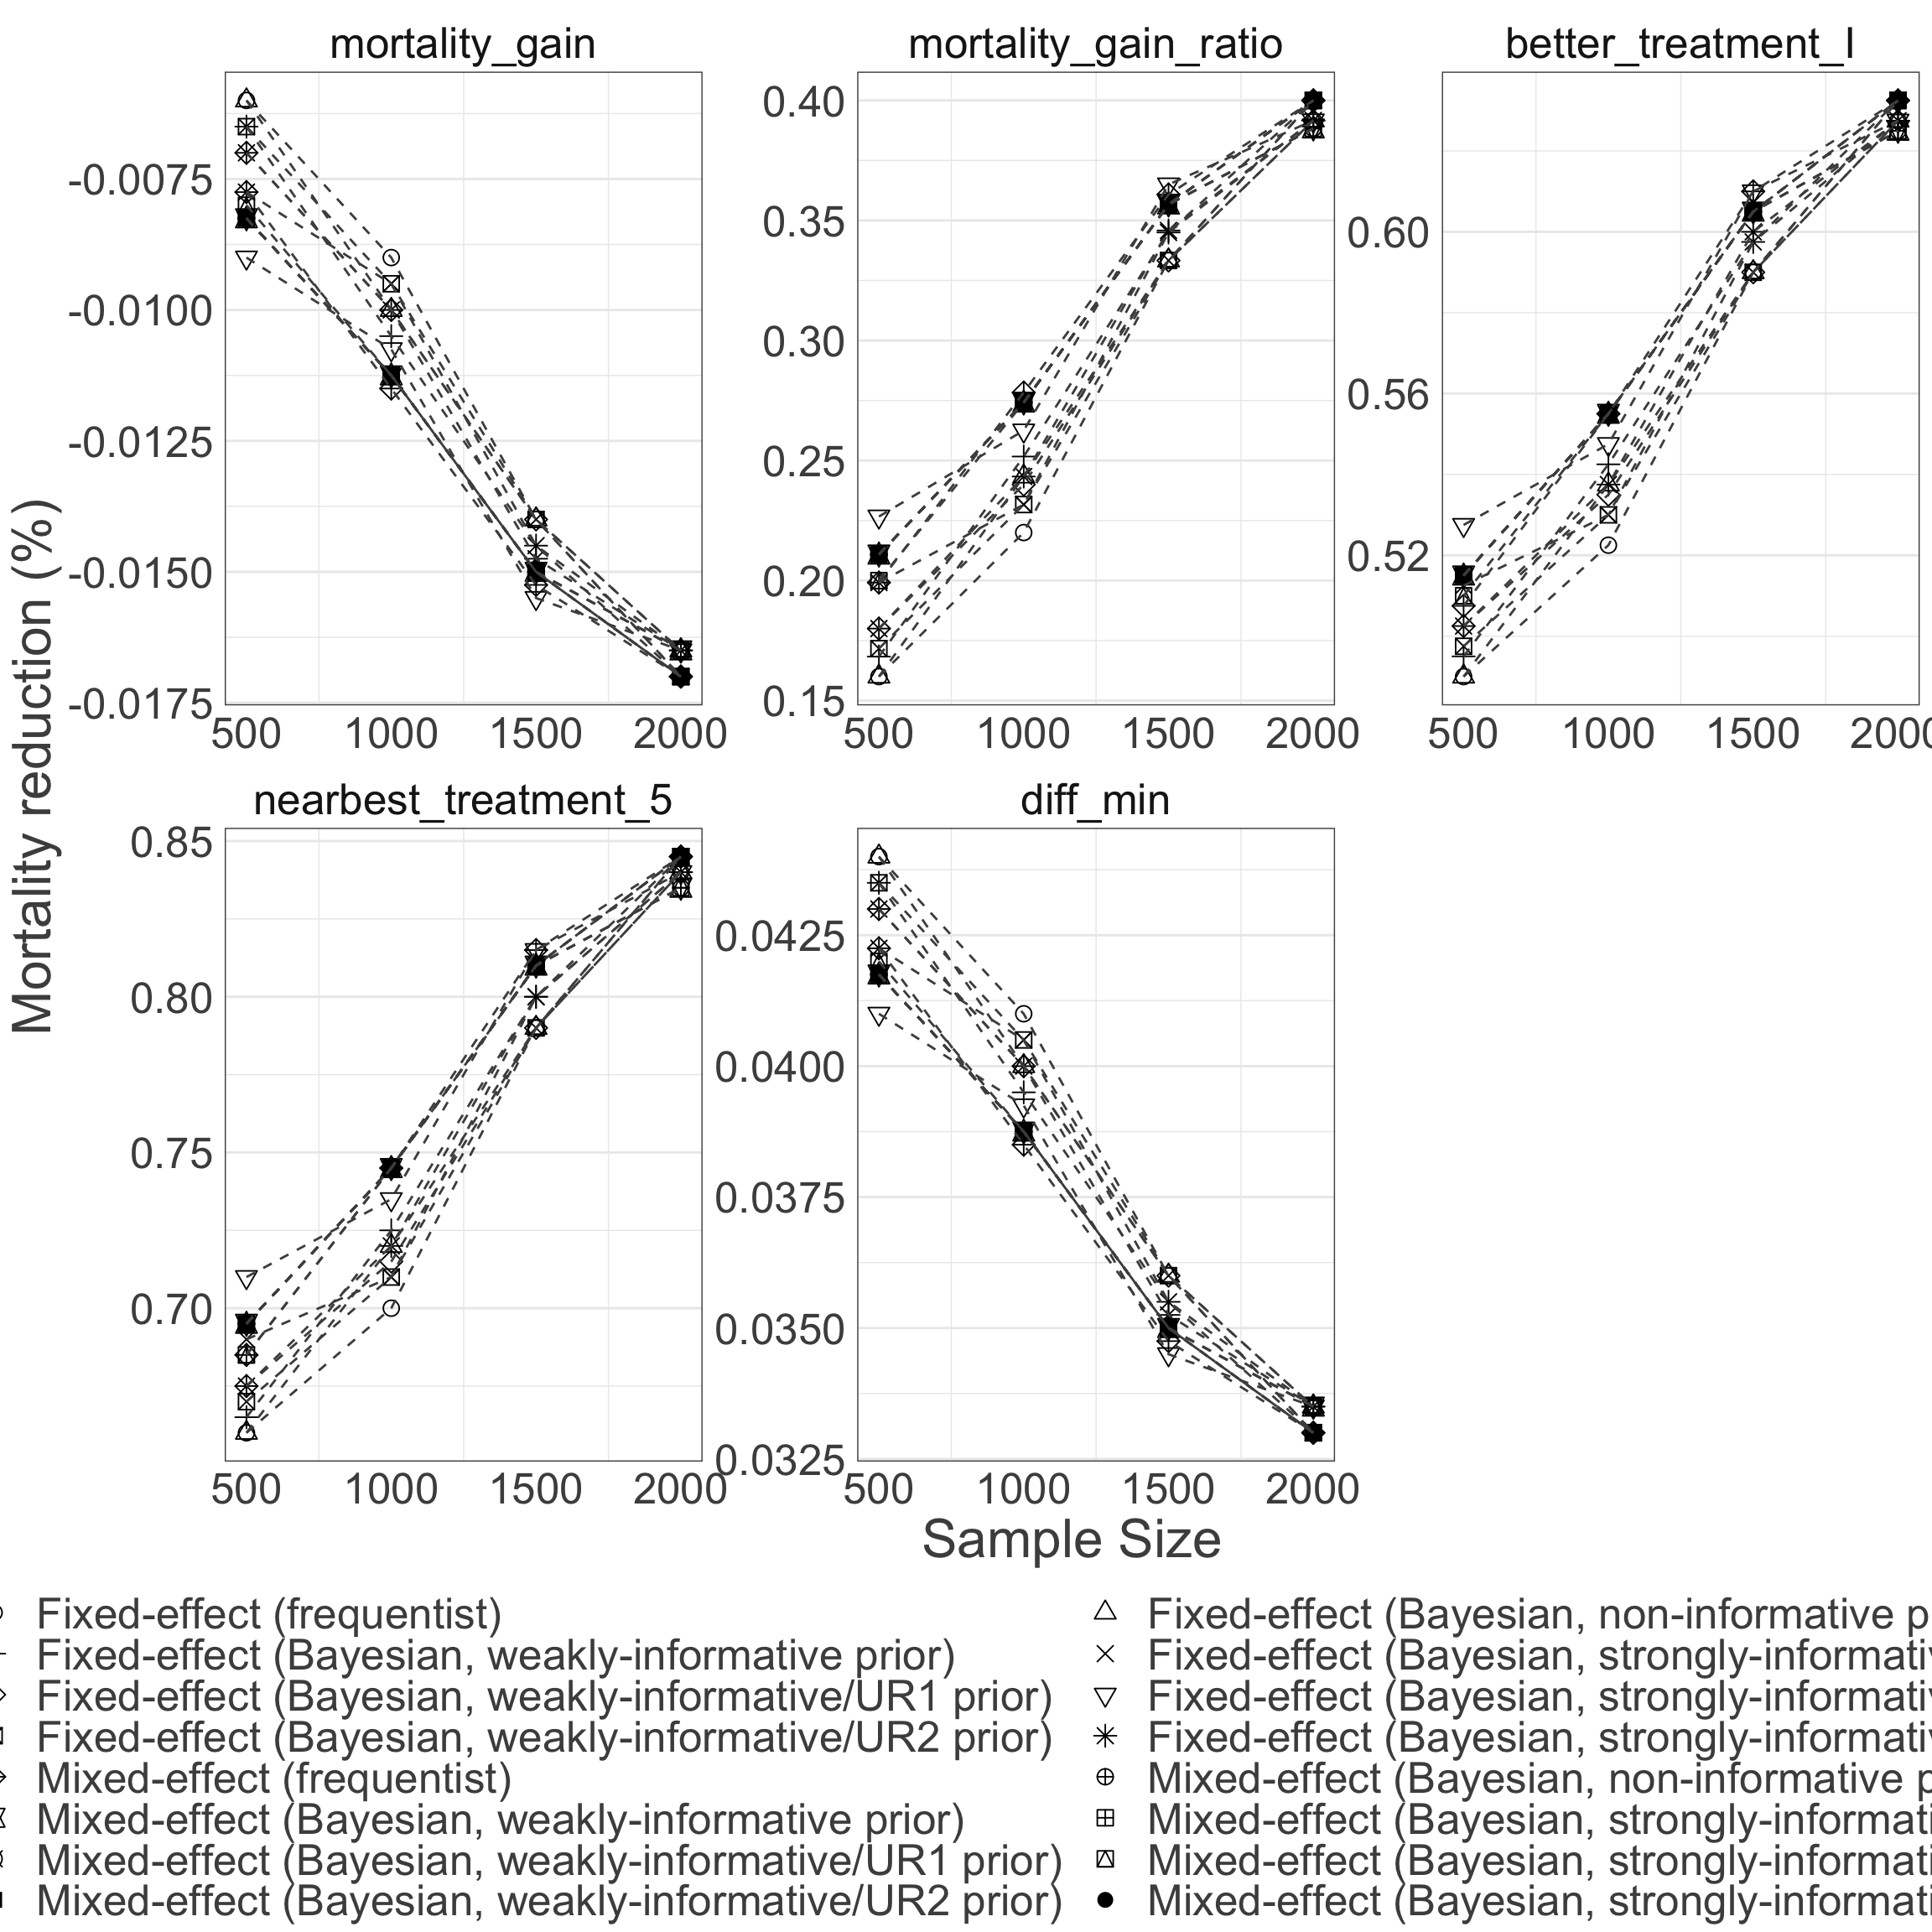 mortality_gain
mortality_gain_ratio
better_treatment_I
-0.0075
-0.0100
-0.0125
-0.0150
-0.0175
0.40
0.35
0.30
0.25
0.20
0.15
0.60
0.56
0.52
500 1000 1500 2000
500 1000 1500 2000
500 1000 1500 2000
Mortality reduction (%)
nearbest_treatment_5
diff_min
0.85
0.80
0.75
0.70
0.0425
0.0400
0.0375
0.0350
0.0325
500 1000 1500 2000
500 1000 1500 2000
Sample Size
Fixed-effect (frequentist)
Fixed-effect (Bayesian, weakly-informative prior)
Fixed-effect (Bayesian, weakly-informative/UR1 prior)
Fixed-effect (Bayesian, weakly-informative/UR2 prior)
Mixed-effect (frequentist)
Mixed-effect (Bayesian, weakly-informative prior)
Mixed-effect (Bayesian, weakly-informative/UR1 prior)
Mixed-effect (Bayesian, weakly-informative/UR2 prior)
Fixed-effect (Bayesian, non-informative p
Fixed-effect (Bayesian, strongly-informativ
Fixed-effect (Bayesian, strongly-informativ
Fixed-effect (Bayesian, strongly-informativ
Mixed-effect (Bayesian, non-informative p
Mixed-effect (Bayesian, strongly-informati
Mixed-effect (Bayesian, strongly-informati
Mixed-effect (Bayesian, strongly-informati